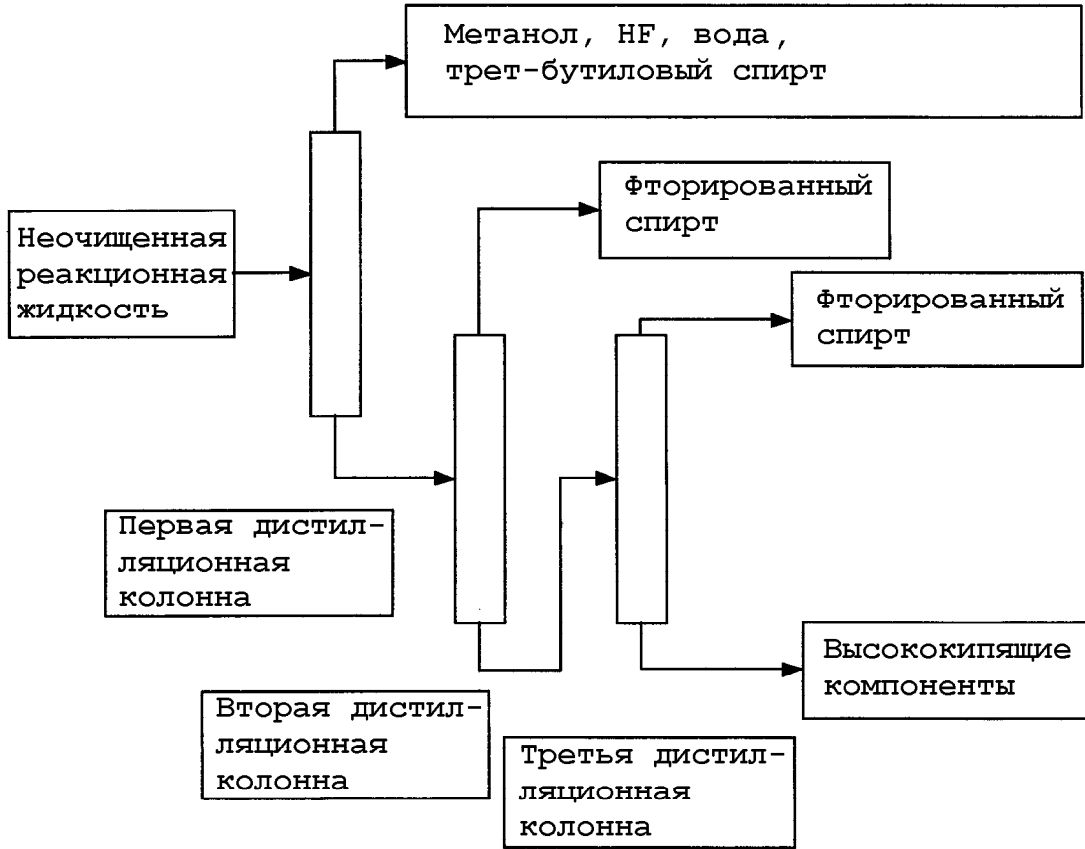 Метанол, HF, вода,
трет-бутиловый спирт
Фторированный
спирт
Неочищенная
реакционная
жидкость
Фторированный
спирт
Первая дистил-
ляционная
колонна
Высококипящие
компоненты
Вторая дистил-
ляционная
колонна
Третья дистил-
ляционная
колонна